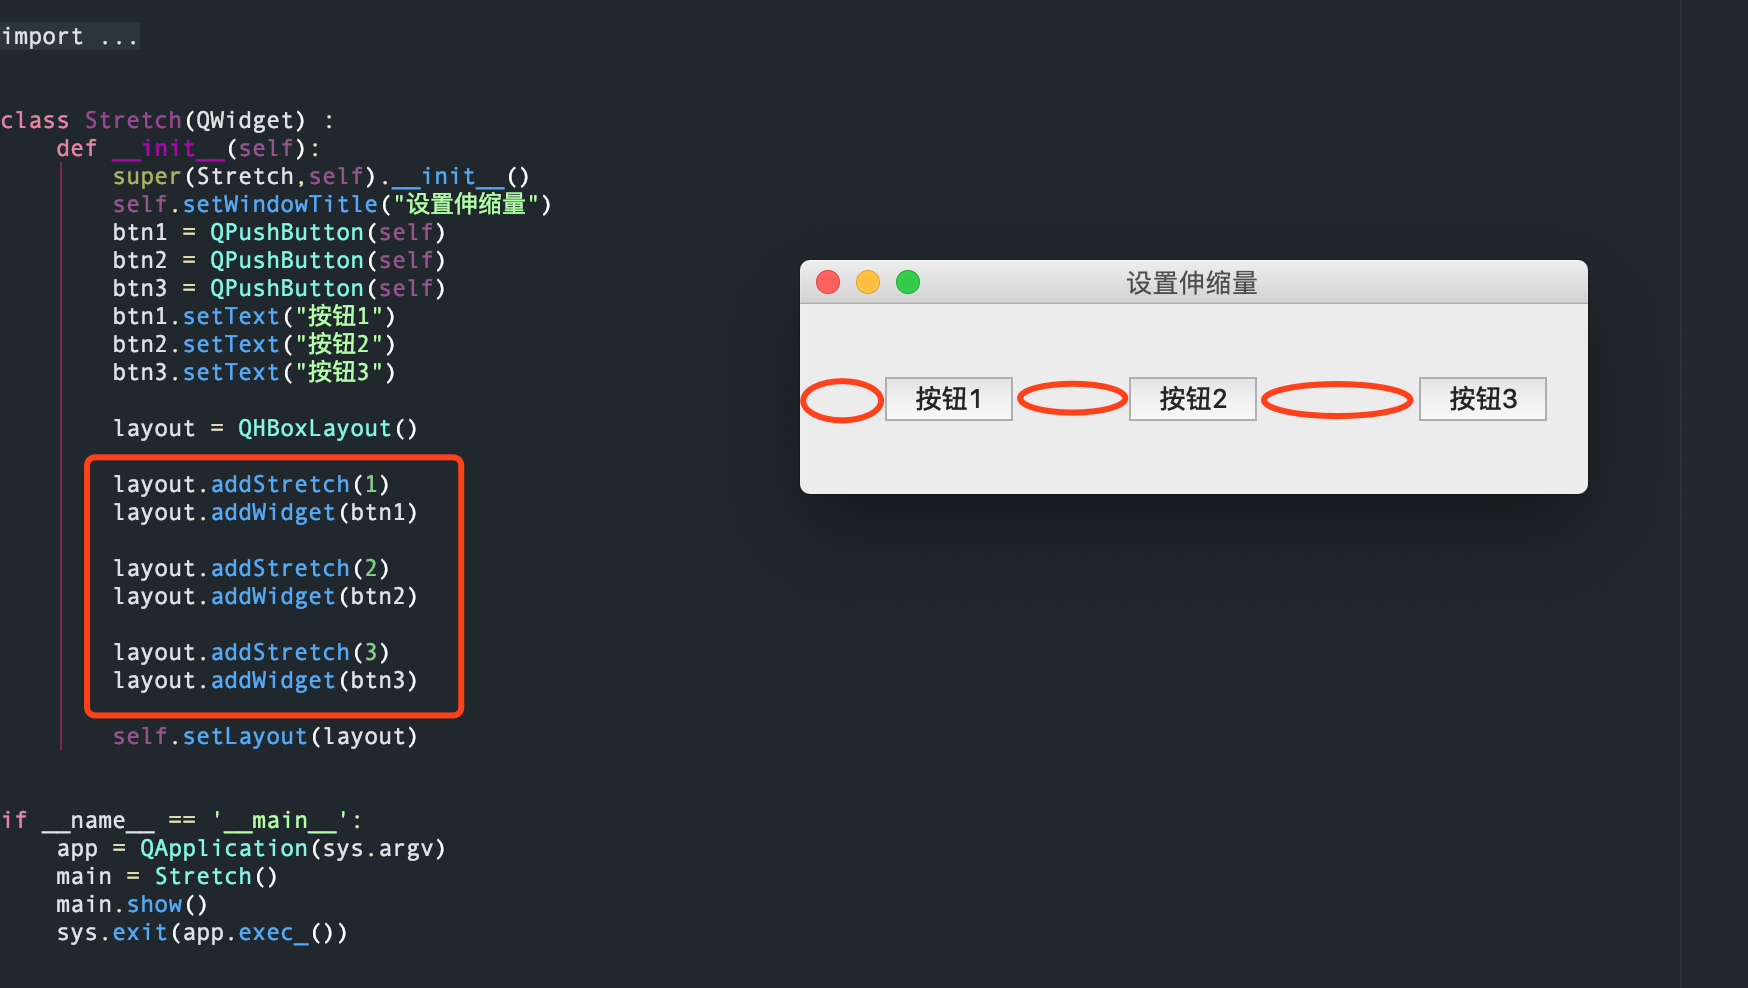 import ...
class Stretch(QWidget) :
def __init__(self):
super(Stretch,self).__init__()
self.setWindowTitle("设置伸缩量")
btn1 = QPushButton(self)
btn2 = QPushButton(self)
btn3 = QPushButton(self)
btn1.setText("按钮1")
btn2.setText("按钮2")
btn3.setText("按钮3")
layout = QHBoxLayout()
layout.addStretch(1)
layout.addWidget(btn1)
layout.addStretch(2)
layout.addWidget(btn2)
layout.addStretch(3)
layout.addWidget(btn3)
self.setLayout(layout)
if __name__ == '__main__':
app = QApplication(sys.argv)
main = Stretch()
main.show()
sys.exit(app.exec_())
设置伸缩量
按钮1 按钮2 按钮3